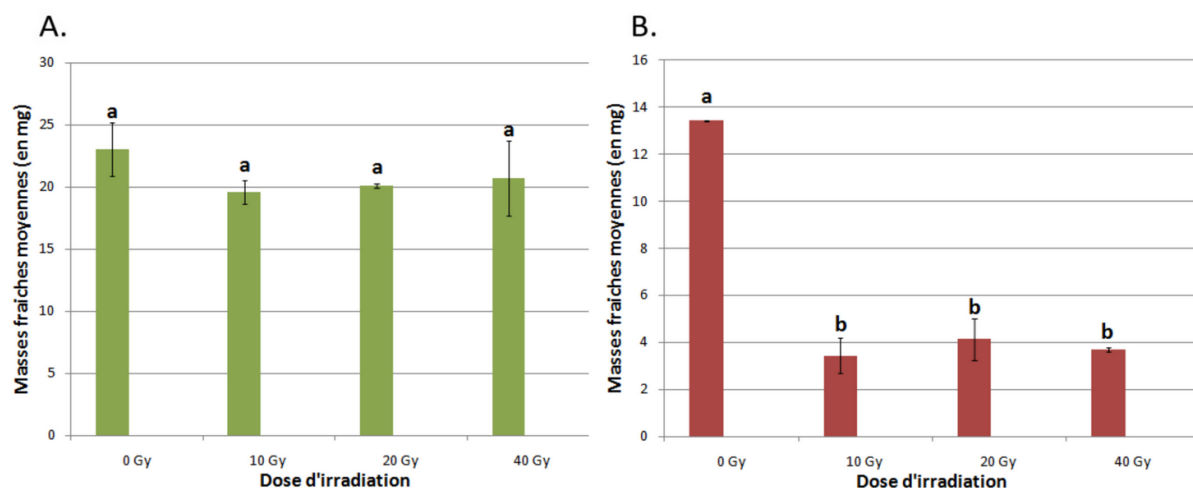 A.
Masses fraiches moyennes (en mg)
30
25
20
15
10
5
0
a
a
a
a
0 Gy
10 Gy
20 Gy
40 Gy
Dose d'irradiation
B.
Masses fraiches moyennes (en mg)
16
14
12
10
8
6
4
2
0
a
b
b
b
0 Gy
10 Gy
20 Gy
40 Gy
Dose d'irradiation